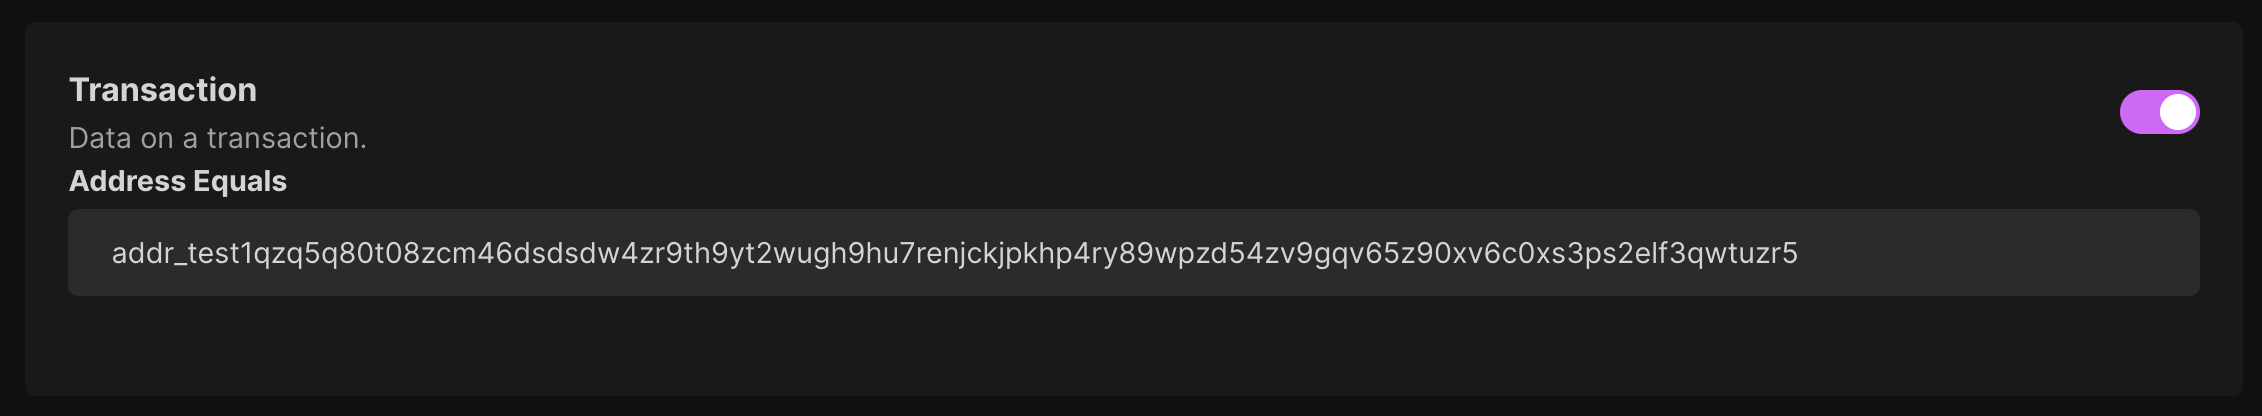 Transaction
Data on a transaction.
Address Equals
addr_test1qzq5q80t08zcm46dsdsdw4zr9th9yt2wugh9hu7renjckjpkhp4ry89wpzd54zv9gqv65z90xv6c0xs3ps2elf3qwtuzr5